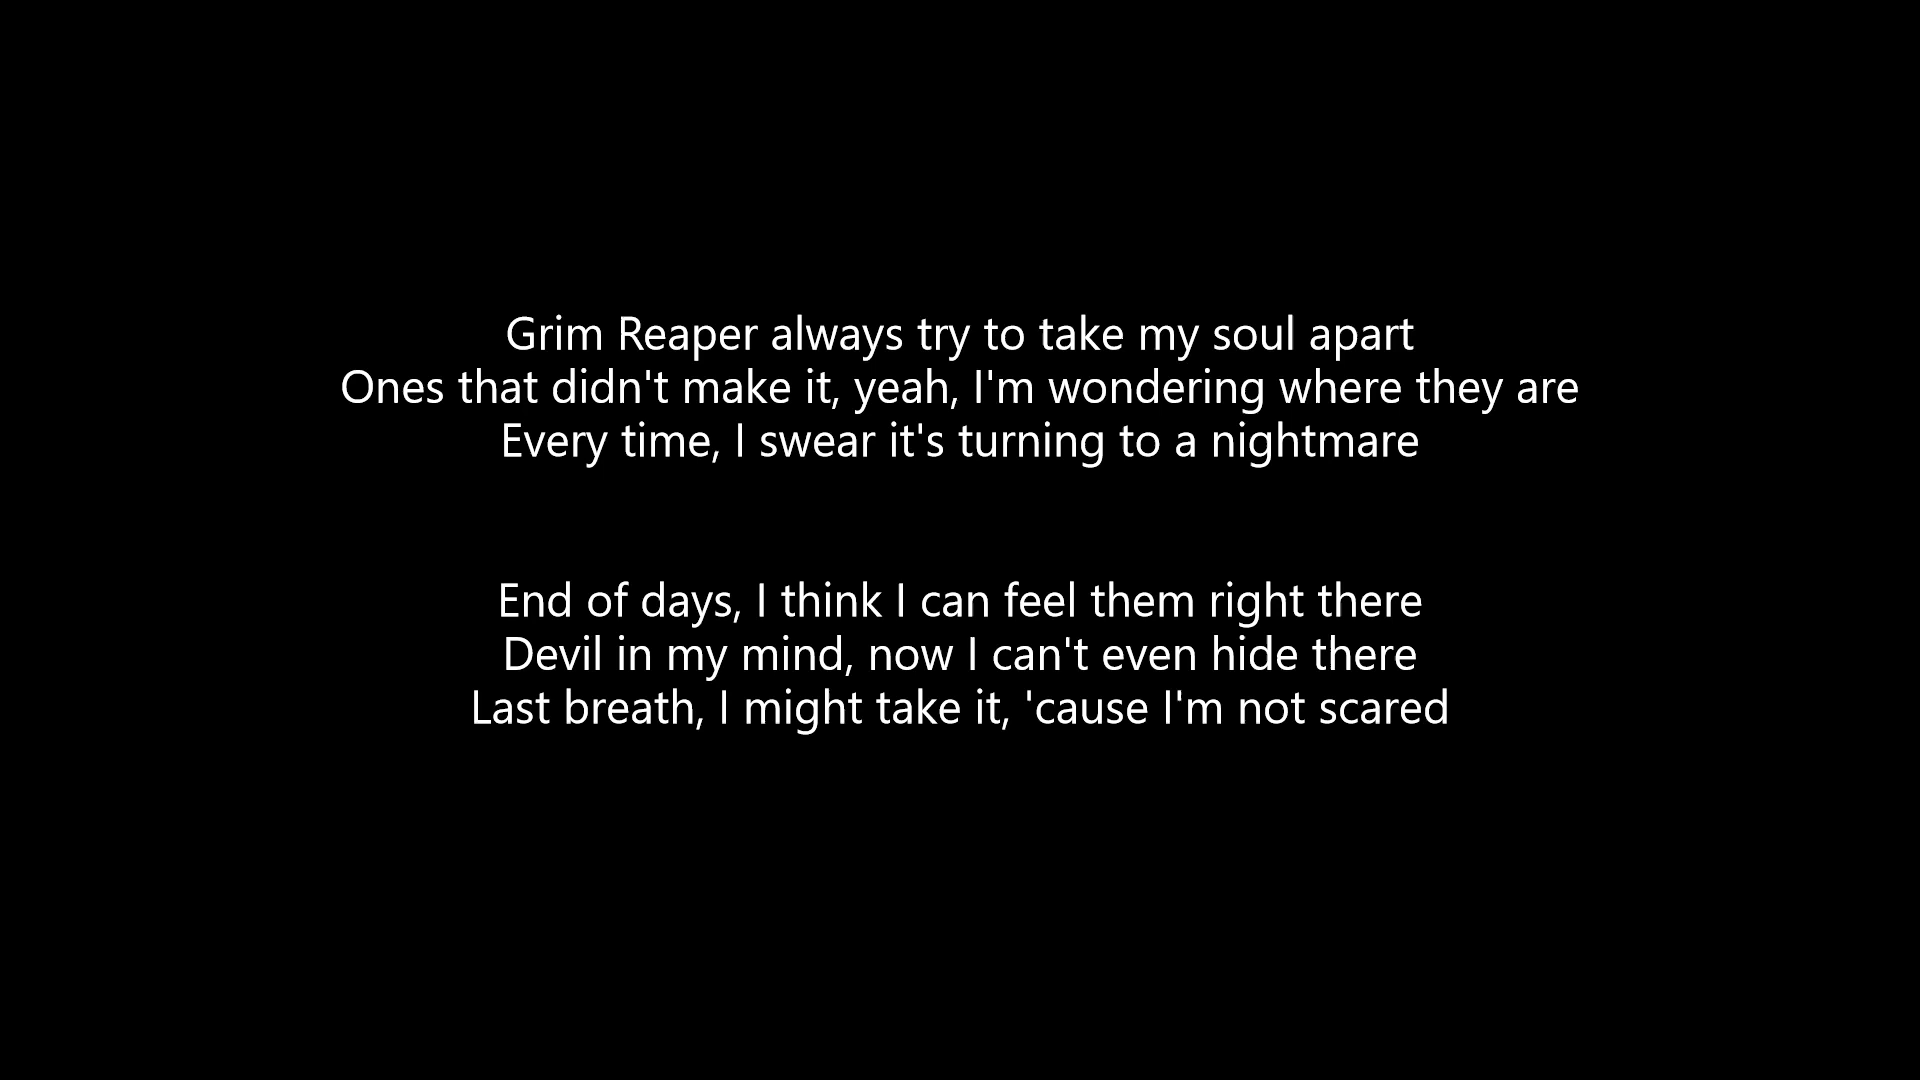 Grim Reaper always try to take my soul apart
Ones that didn't make it, yeah, I'm wondering where they are
Every time, I swear it's turning to a nightmare
End of days, I think I can feel them right there
Devil in my mind, now I can't even hide there
Last breath, I might take it, 'cause I'm not scared